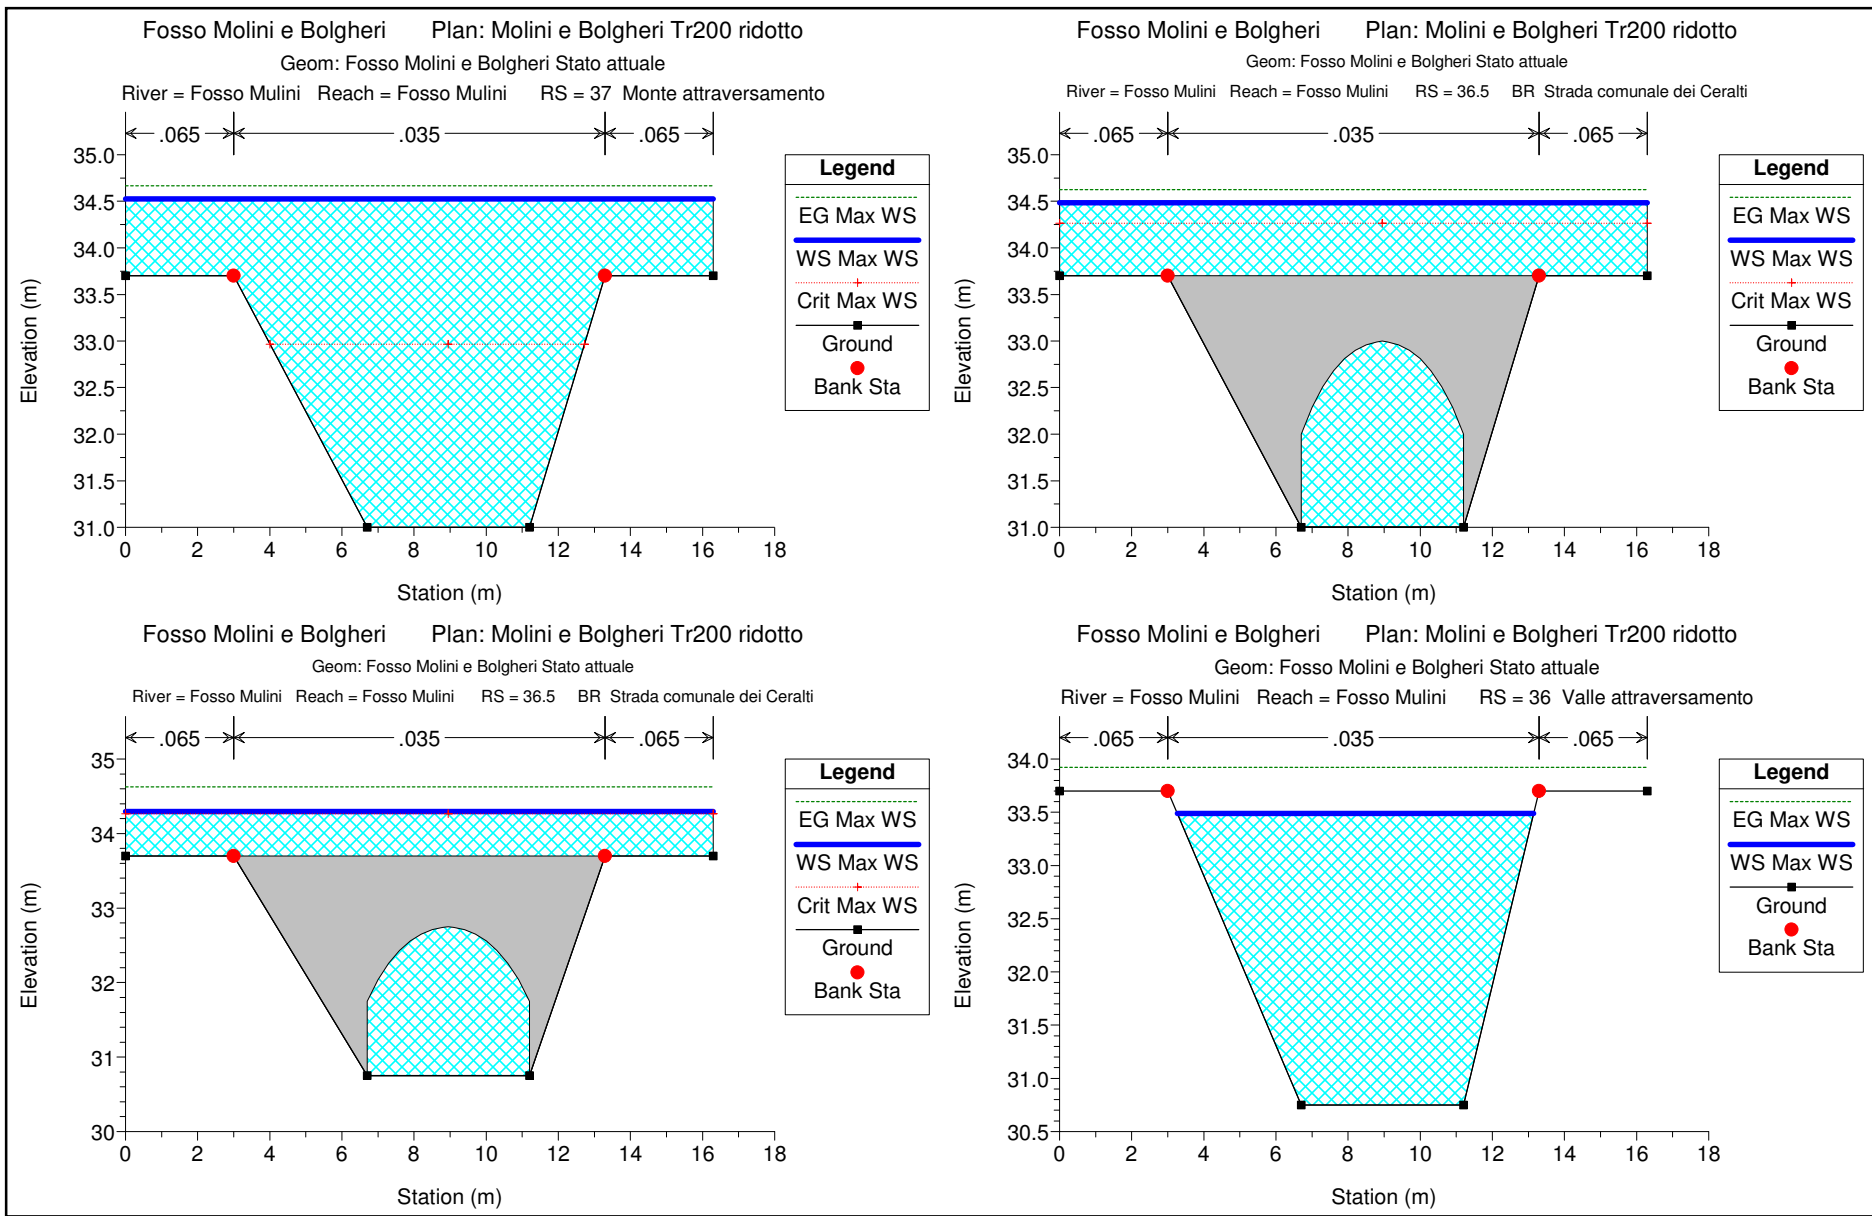 Fosso Molini e Bolgheri Plan: Molini e Bolgheri Tr200 ridotto
Geom: Fosso Molini e Bolgheri Stato attuale
River = Fosso Mulini Reach = Fosso Mulini RS = 37 Monte attraversamento
.065 .035 .065
35.0
34.5
34.0
33.5
33.0
32.5
32.0
31.5
31.0
Elevation (m)
0 2 4 6 8 10 12 14 16 18
Station (m)
Legend
EG Max WS
WS Max WS
Crit Max WS
Ground
Bank Sta
Fosso Molini e Bolgheri Plan: Molini e Bolgheri Tr200 ridotto
Geom: Fosso Molini e Bolgheri Stato attuale
River = Fosso Mulini Reach = Fosso Mulini RS = 36.5 BR Strada comunale dei Ceralti
.065 .035 .065
35.0
34.5
34.0
33.5
33.0
32.5
32.0
31.5
31.0
Elevation (m)
0 2 4 6 8 10 12 14 16 18
Station (m)
Legend
EG Max WS
WS Max WS
Crit Max WS
Ground
Bank Sta
Fosso Molini e Bolgheri Plan: Molini e Bolgheri Tr200 ridotto
Geom: Fosso Molini e Bolgheri Stato attuale
River = Fosso Mulini Reach = Fosso Mulini RS = 36.5 BR Strada comunale dei Ceralti
.065 .035 .065
35
34
33
32
31
30
Elevation (m)
0 2 4 6 8 10 12 14 16 18
Station (m)
Legend
EG Max WS
WS Max WS
Crit Max WS
Ground
Bank Sta
Fosso Molini e Bolgheri Plan: Molini e Bolgheri Tr200 ridotto
Geom: Fosso Molini e Bolgheri Stato attuale
River = Fosso Mulini Reach = Fosso Mulini RS = 36 Valle attraversamento
.065 .035 .065
34.0
33.5
33.0
32.5
32.0
31.5
31.0
30.5
Elevation (m)
0 2 4 6 8 10 12 14 16 18
Station (m)
Legend
EG Max WS
WS Max WS
Ground
Bank Sta